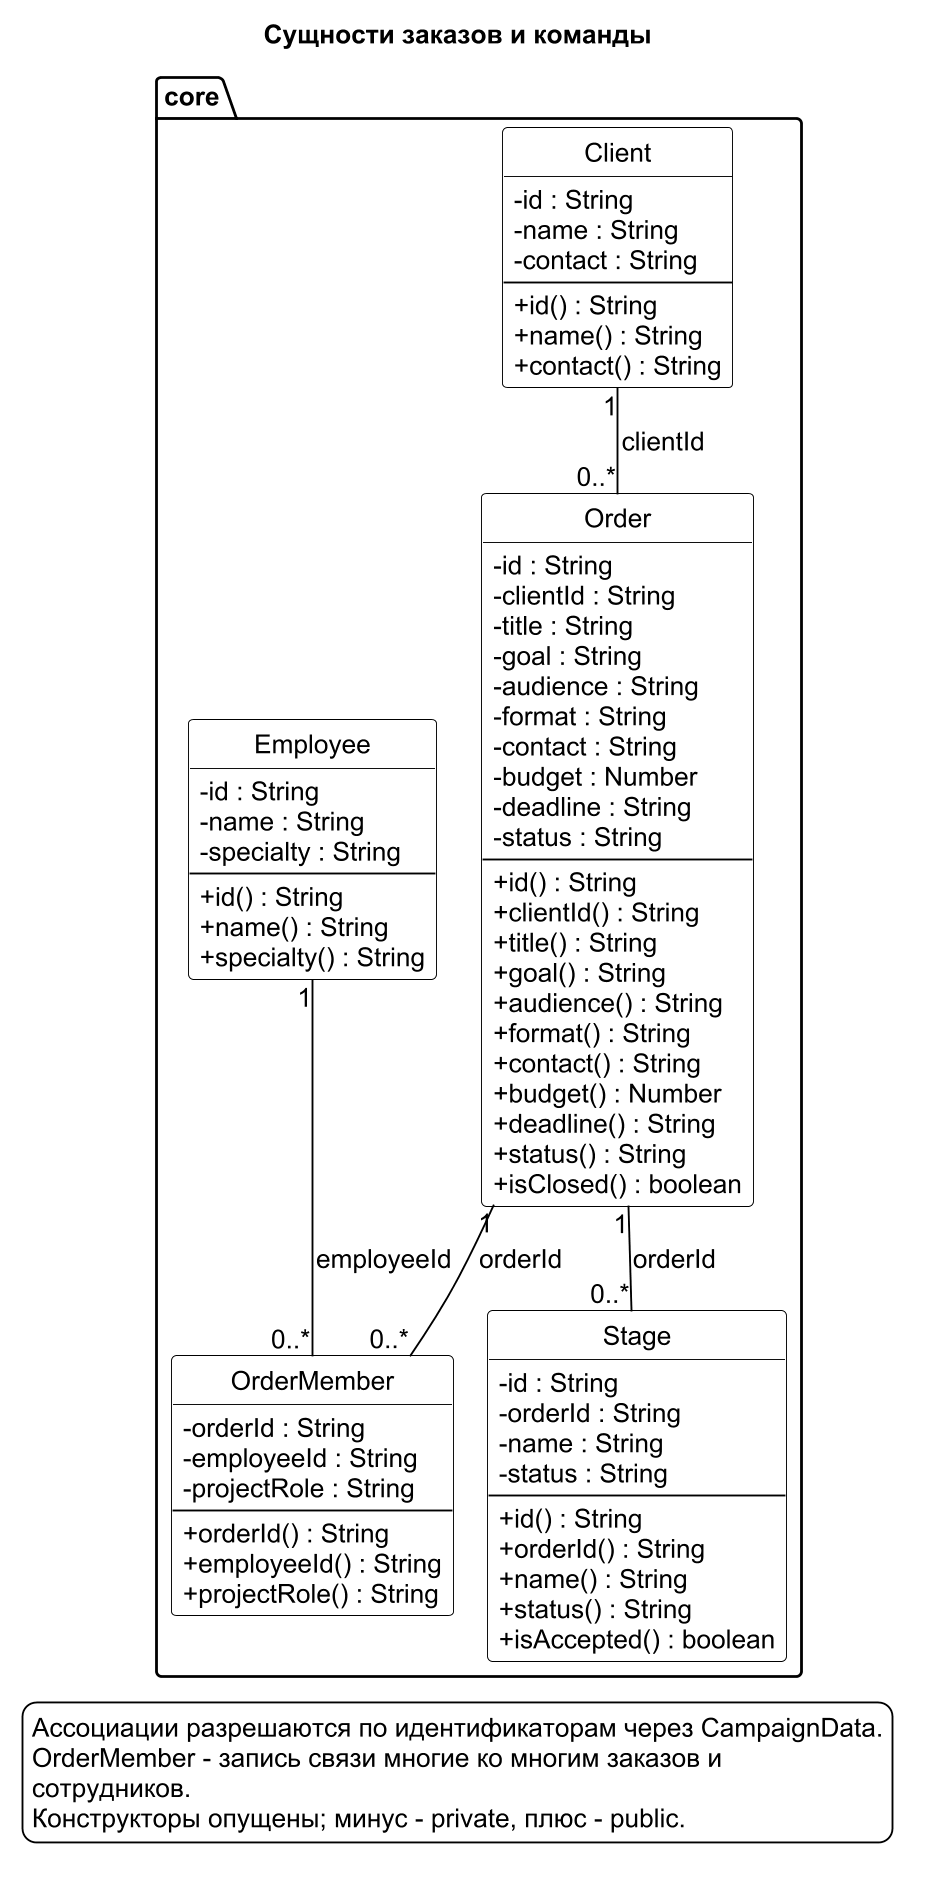 Сущности заказов и команды
core
Client
-id : String
-name : String
-contact : String
+id() : String
+name() : String
+contact() : String
1
clientId
0..*
Order
-id : String
-clientId : String
-title : String
-goal : String
-audience : String
-format : String
-contact : String
-budget : Number
-deadline : String
-status : String
+id() : String
+clientId() : String
+title() : String
+goal() : String
+audience() : String
+format() : String
+contact() : String
+budget() : Number
+deadline() : String
+status() : String
+isClosed() : boolean
Employee
-id : String
-name : String
-specialty : String
+id() : String
+name() : String
+specialty() : String
1
employeeId
0..*
1
orderId
0..*
1
orderId
0..*
OrderMember
-orderId : String
-employeeId : String
-projectRole : String
+orderId() : String
+employeeId() : String
+projectRole() : String
Stage
-id : String
-orderId : String
-name : String
-status : String
+id() : String
+orderId() : String
+name() : String
+status() : String
+isAccepted() : boolean
Ассоциации разрешаются по идентификаторам через CampaignData.
OrderMember - запись связи многие ко многим заказов и
сотрудников.
Конструкторы опущены; минус - private, плюс - public.